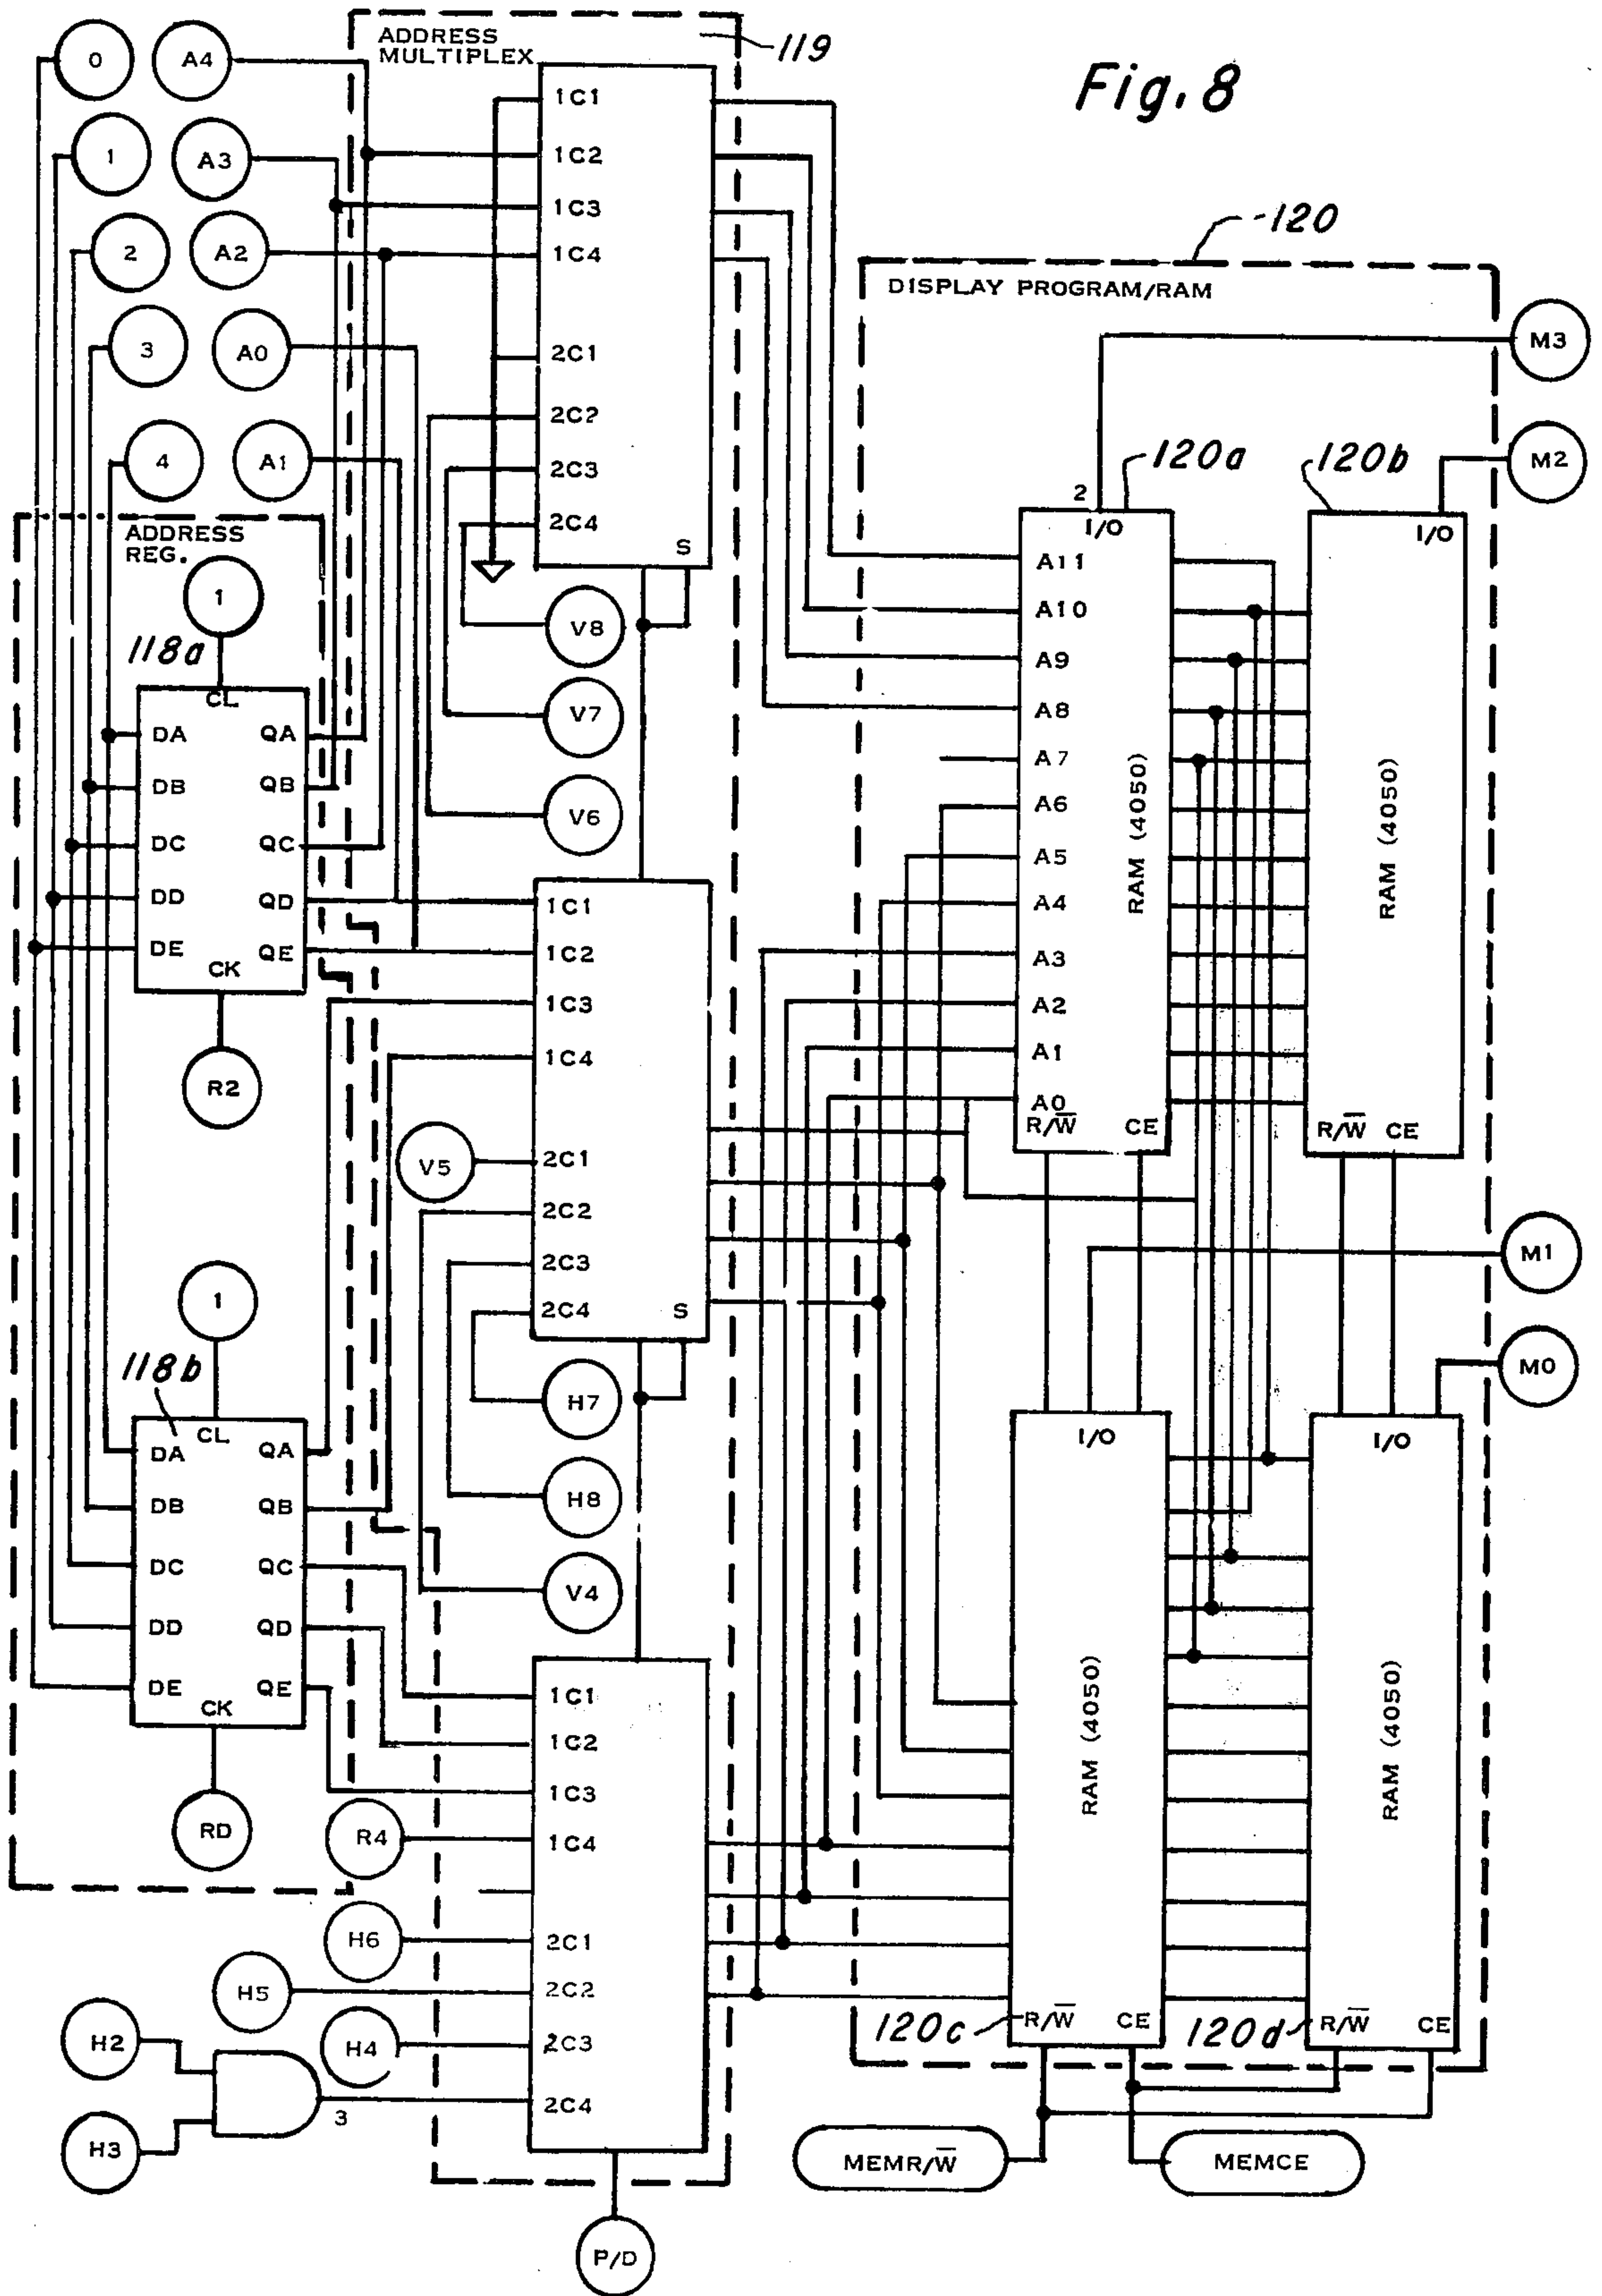 Fig. 8
0
A4
1
A3
2
A2
3
A0
4
A1
ADDRESS
MULTIPLEX
119
1C1
1C2
1C3
1C4
2C1
2C2
2C3
2C4
S
V8
V7
V6
ADDRESS
REG.
1
118a
CL
DA QA
DB QB
DC QC
DD QD
DE QE
CK
R2
1C1
1C2
1C3
1C4
V5
2C1
2C2
2C3
2C4
S
H7
H8
V4
1
118b
CL
DA QA
DB QB
DC QC
DD QD
DE QE
CK
RD
1C1
1C2
1C3
R4
1C4
H6
2C1
H5
2C2
H4
2C3
H2
H3
3
2C4
P/D
120
DISPLAY PROGRAM/RAM
M3
M2
120a
120b
2
I/O
I/O
A11
A10
A9
A8
A7
A6
A5
A4
A3
A2
A1
A0
R/W̅ CE
RAM (4050)
RAM (4050)
R/W̅ CE
M1
M0
I/O
I/O
RAM (4050)
RAM (4050)
120c
R/W̅ CE
120d
R/W̅ CE
MEMR/W̅
MEMCE